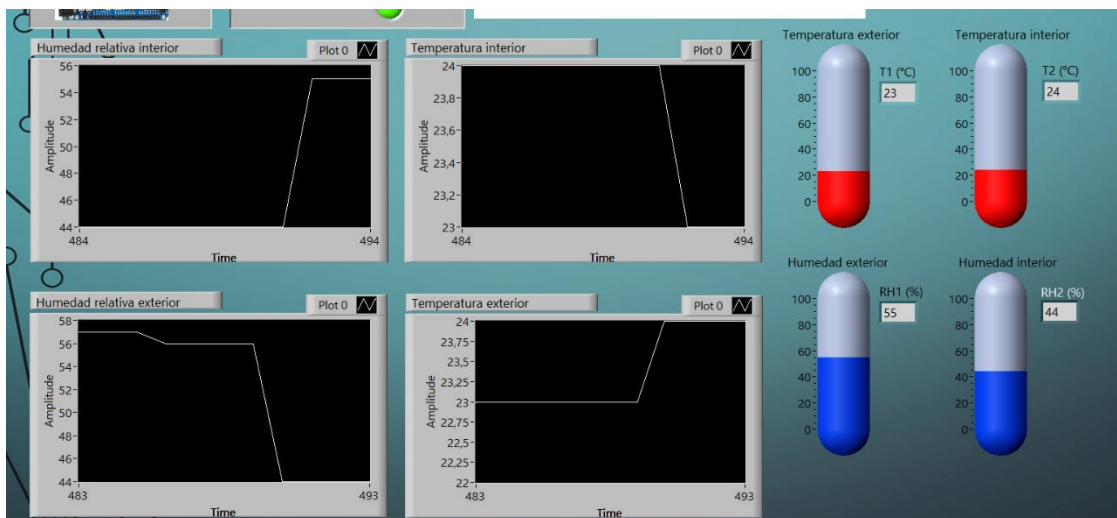 Humedad relativa interior
Plot 0
56
54
52
50
48
46
44
Amplitude
484
494
Time
Temperatura interior
Plot 0
24
23,8
23,6
23,4
23,2
23
Amplitude
484
494
Time
Temperatura exterior
T1 (°C)
23
100
80
60
40
20
0
Temperatura interior
T2 (°C)
24
100
80
60
40
20
0
Humedad relativa exterior
Plot 0
58
56
54
52
50
48
46
44
Amplitude
483
493
Time
Temperatura exterior
Plot 0
24
23,75
23,5
23,25
23
22,75
22,5
22,25
22
Amplitude
483
493
Time
Humedad exterior
RH1 (%)
55
100
80
60
40
20
0
Humedad interior
RH2 (%)
44
100
80
60
40
20
0